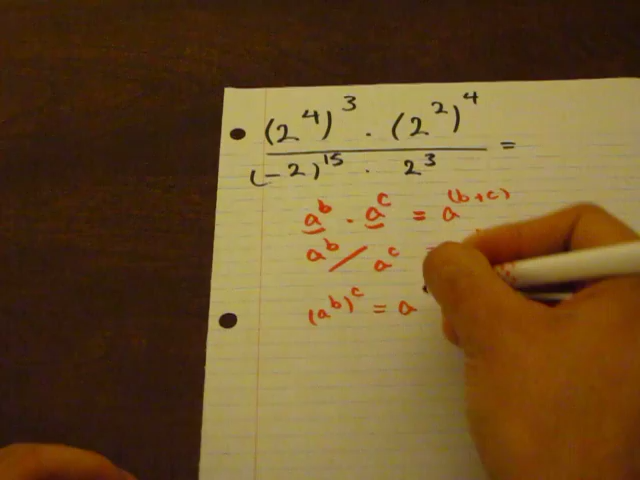 (2^4)^3 · (2^2)^4
(-2)^15 · 2^3 =
a^b · a^c = a^(b+c)
a^b / a^c =
(a^b)^c = a